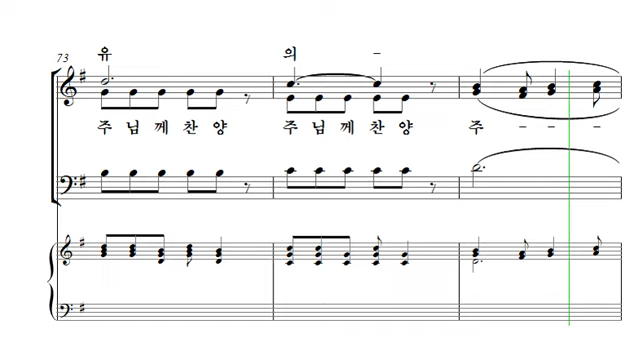 유 의 -
73
주 님 께 찬 양 주 님 께 찬 양 주 - - -